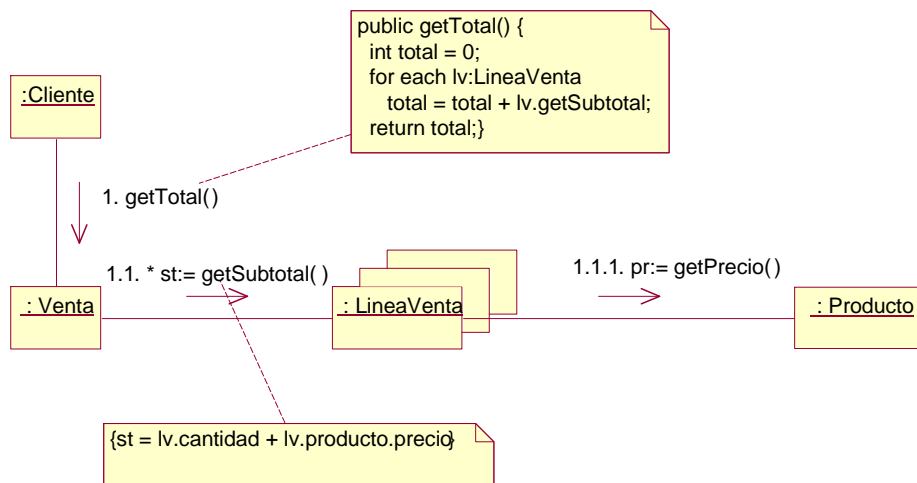 public getTotal() {
int total = 0;
for each lv:LineaVenta
total = total + lv.getSubtotal;
return total;}
:Cliente
1. getTotal()
1.1. * st:= getSubtotal( )
1.1.1. pr:= getPrecio( )
: Venta
: LineaVenta
: Producto
{st = lv.cantidad + lv.producto.precio}